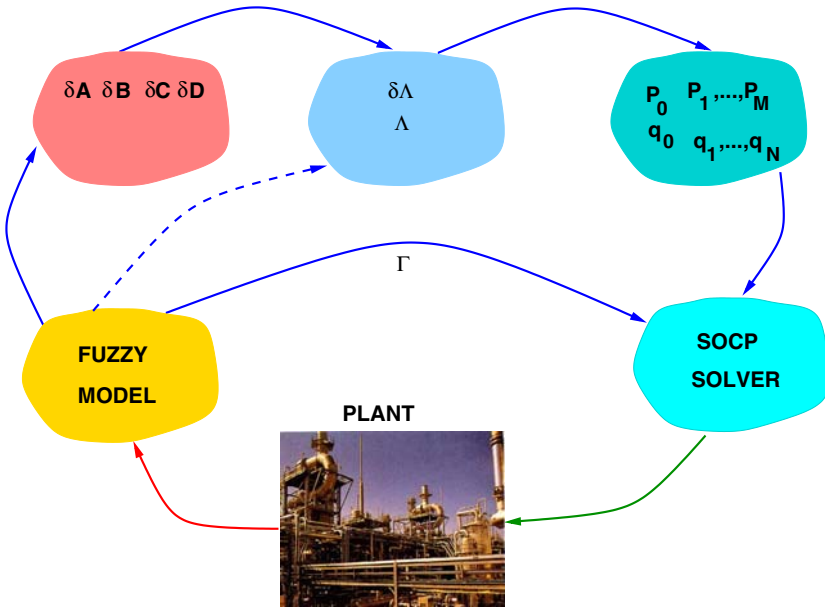 δA δB δC δD
δΛ
Λ
P0 P1,...,PM
q0 q1,...,qN
Γ
FUZZY
MODEL
SOCP
SOLVER
PLANT